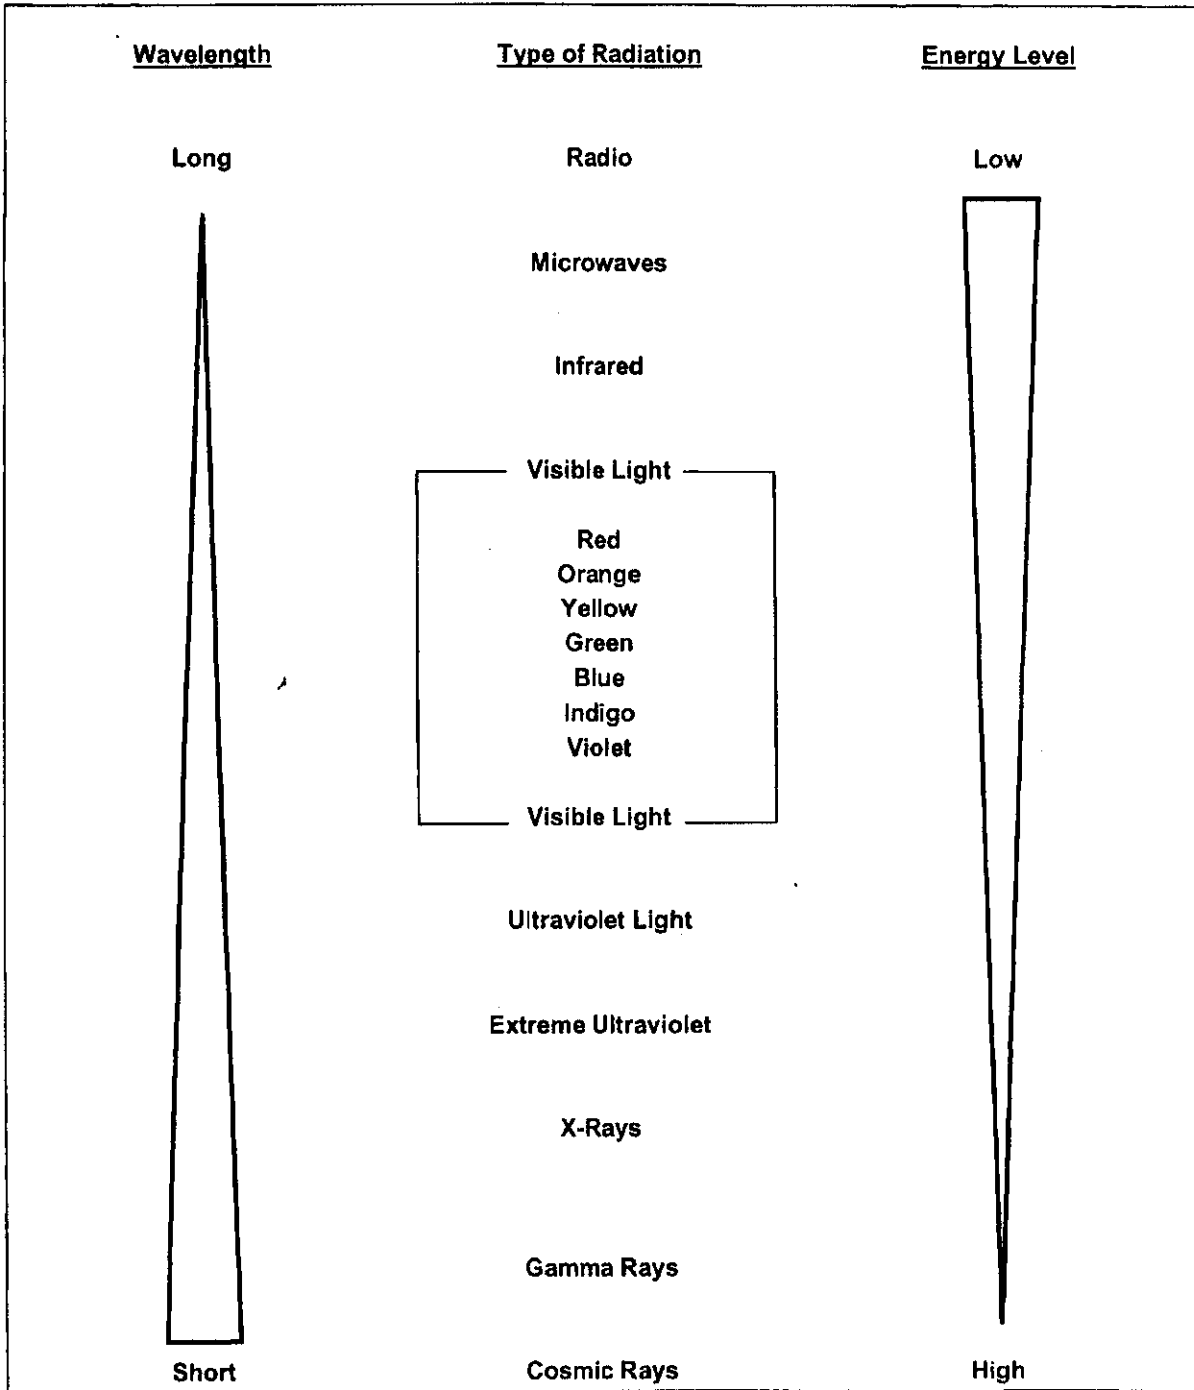 Wavelength Type of Radiation Energy Level
Long Radio Low
Microwaves
Infrared
Visible Light
Red
Orange
Yellow
Green
Blue
Indigo
Violet
Visible Light
Ultraviolet Light
Extreme Ultraviolet
X-Rays
Gamma Rays
Short Cosmic Rays High